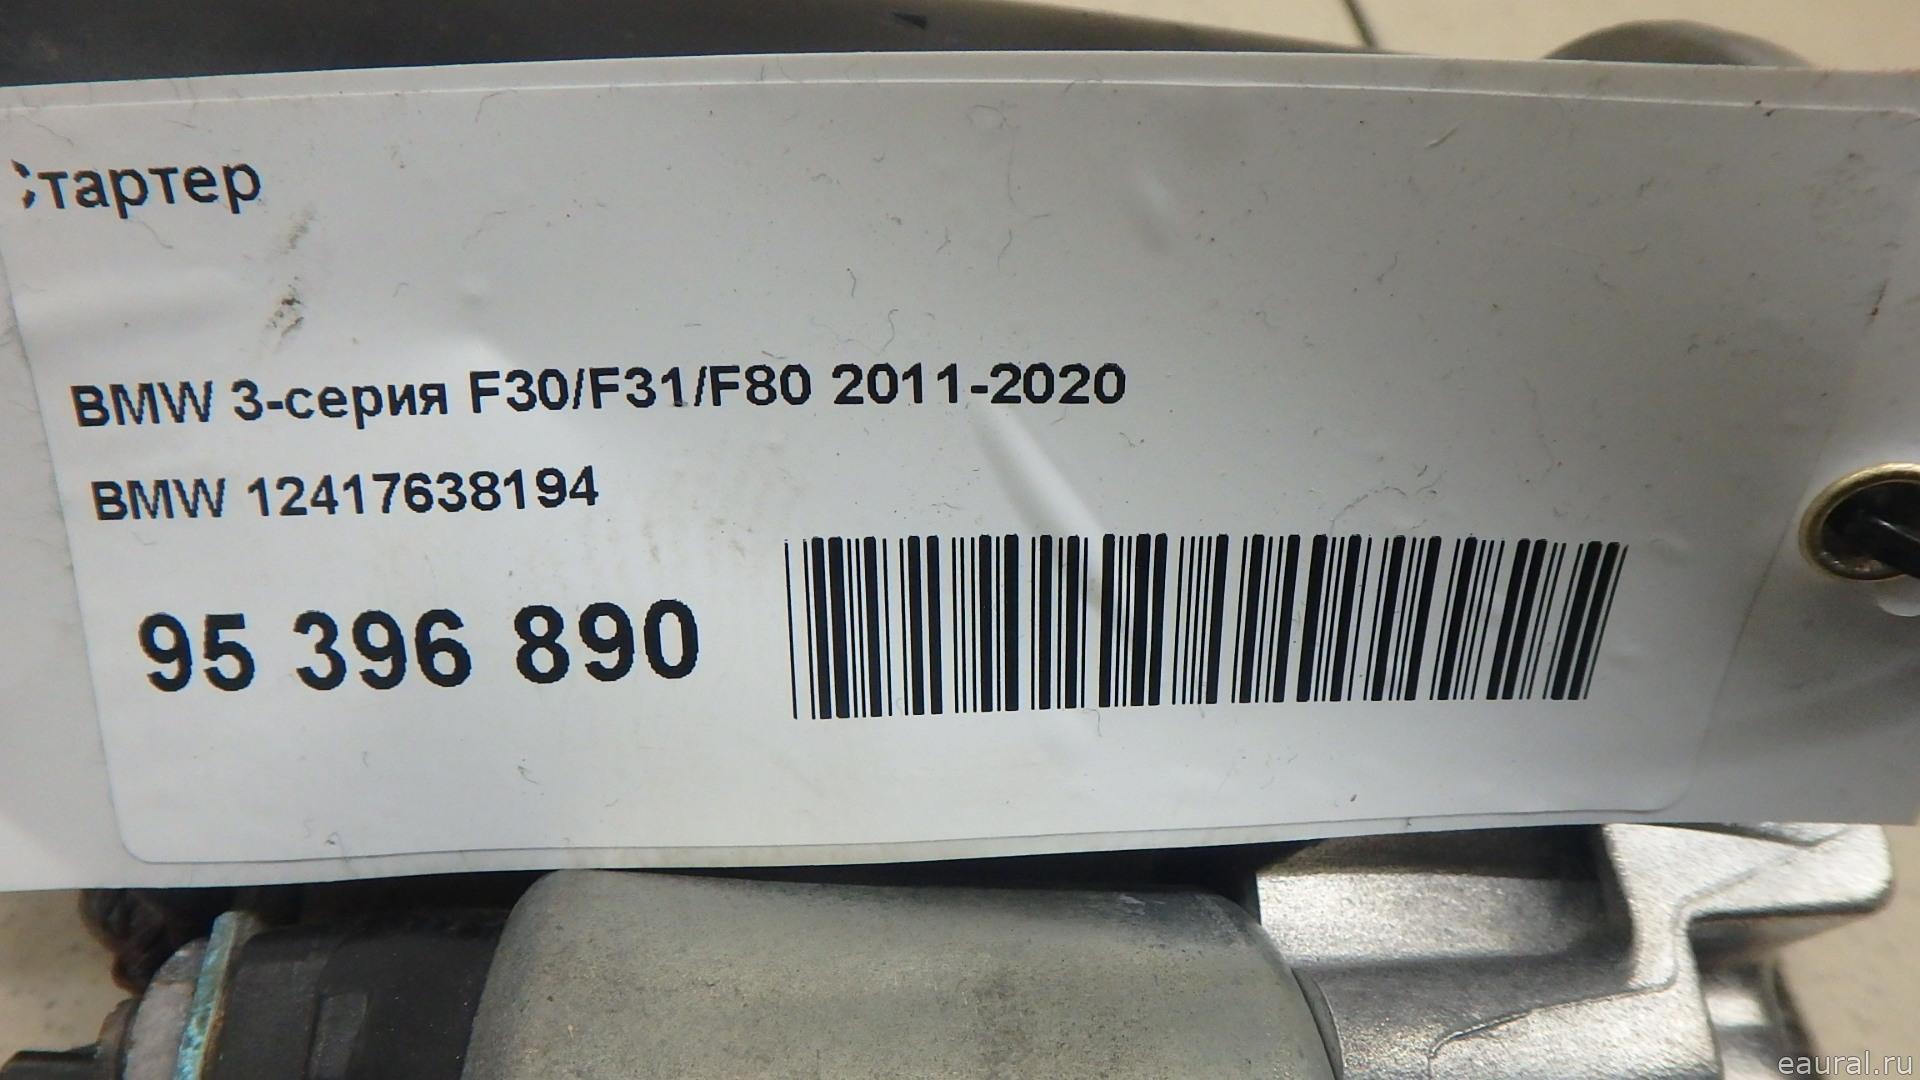 Стартер
BMW 3-серия F30/F31/F80 2011-2020
BMW 12417638194
95 396 890
eaural.ru